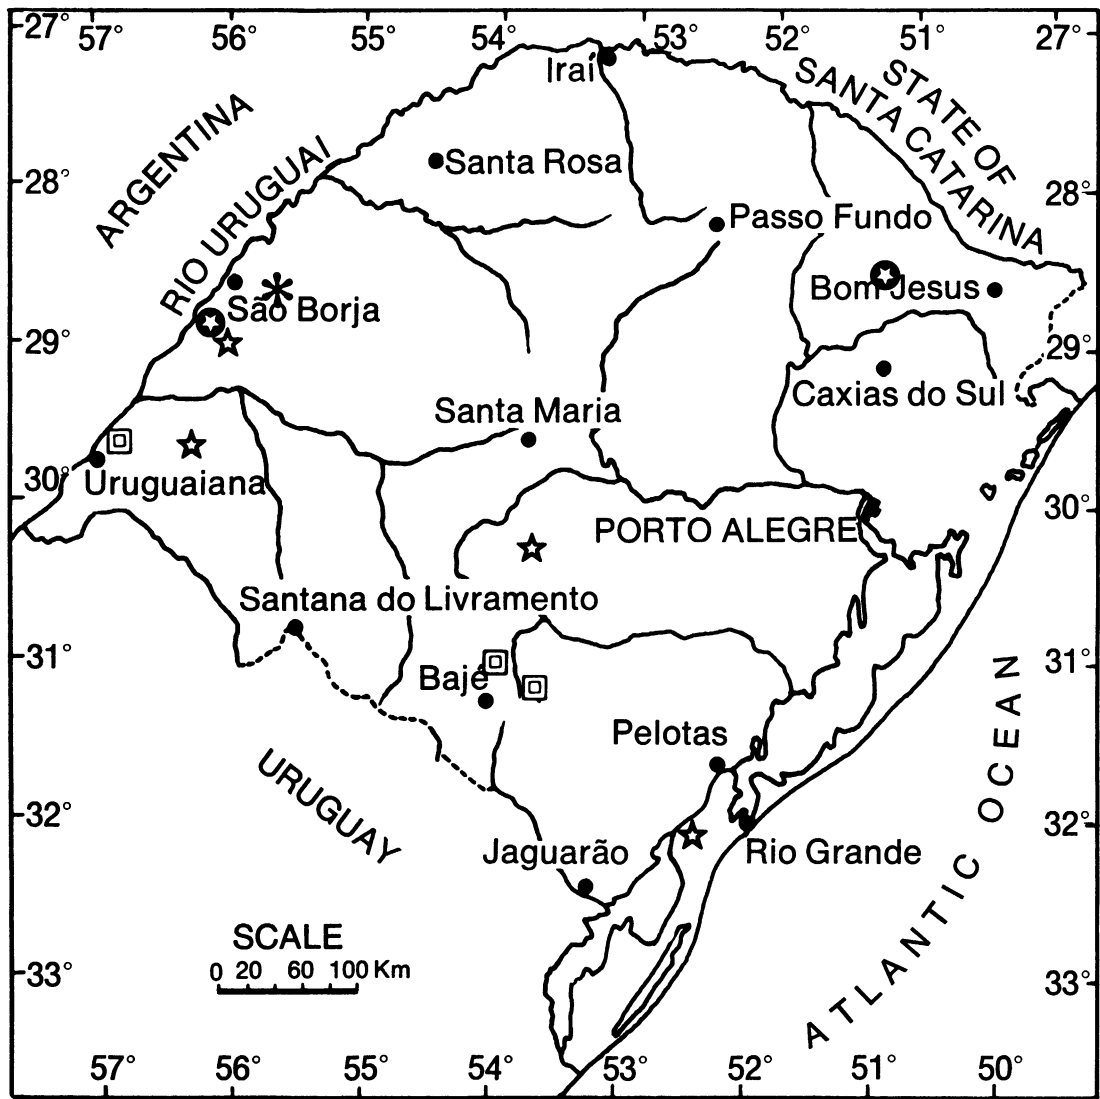 27° 57° 56° 55° 54° 53° 52° 51° 27°
Iraí
STATE OF
SANTA CATARINA
ARGENTINA
RIO URUGUAI
Santa Rosa
28° 28°
Passo Fundo
Bom Jesus
São Borja
29° 29°
Caxias do Sul
Santa Maria
30° Uruguaiana 30°
PORTO ALEGRE
Santana do Livramento
31° 31°
Bajé
Pelotas
URUGUAY
32° 32°
Jaguarão
Rio Grande
ATLANTIC OCEAN
SCALE
0 20 60 100 Km
33° 33°
57° 56° 55° 54° 53° 52° 51° 50°